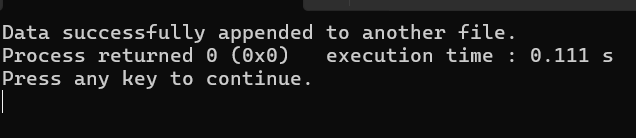 Data successfully appended to another file.
Process returned 0 (0x0)   execution time : 0.111 s
Press any key to continue.